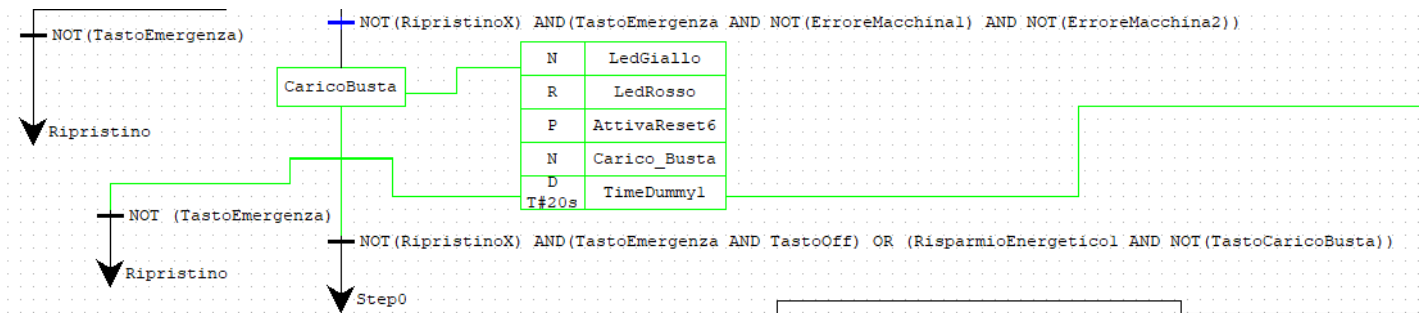 NOT(RipristinoX) AND(TastoEmergenza AND NOT(ErroreMacchina1) AND NOT(ErroreMacchina2))
NOT(TastoEmergenza)
N LedGiallo
CaricoBusta
R LedRosso
P AttivaReset6
Ripristino
N Carico_Busta
D
T#20s TimeDummy1
NOT (TastoEmergenza)
NOT(RipristinoX) AND(TastoEmergenza AND TastoOff) OR (RisparmioEnergetico1 AND NOT(TastoCaricoBusta))
Ripristino
Step0